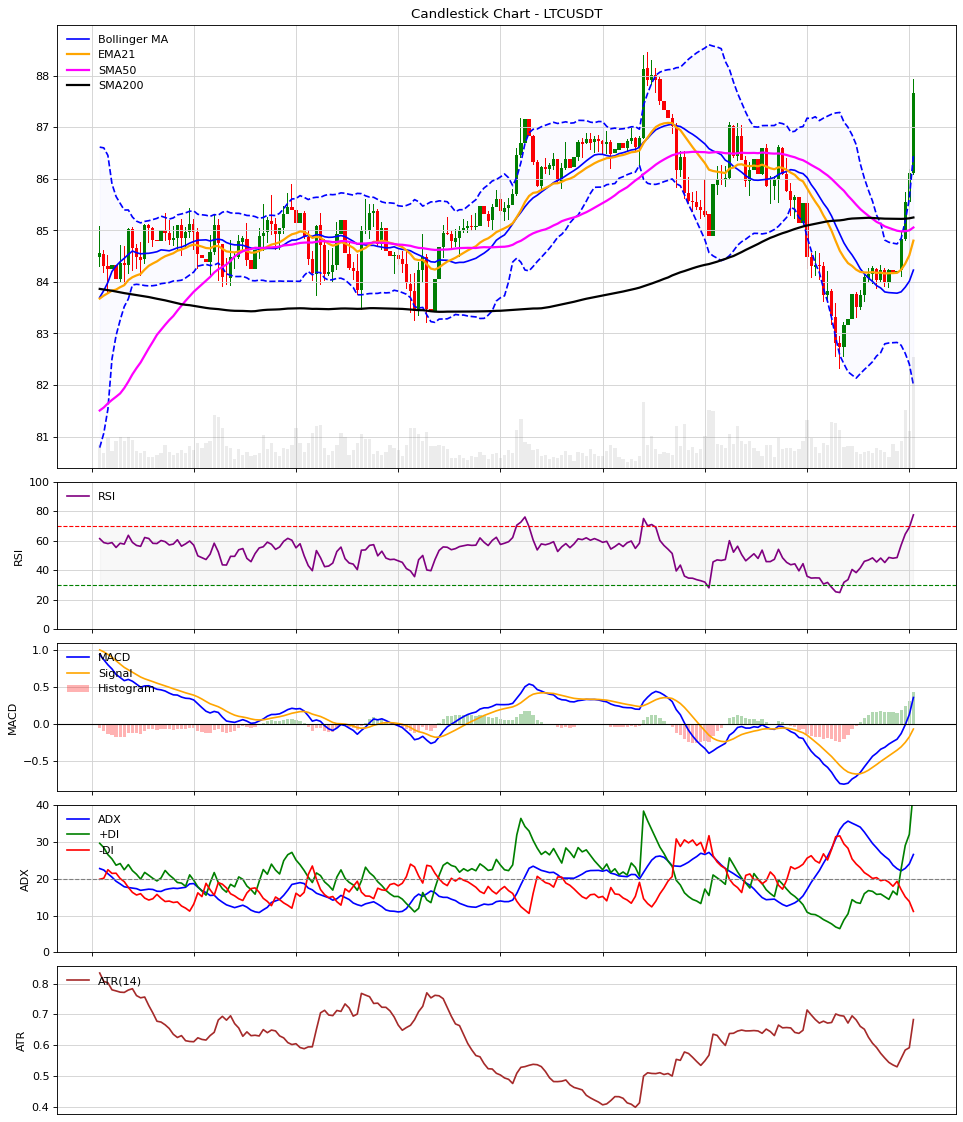 Candlestick Chart - LTCUSDT
Bollinger MA
EMA21
SMA50
SMA200
88
87
86
85
84
83
82
81
RSI
RSI
100
80
60
40
20
0
MACD
Signal
Histogram
MACD
1.0
0.5
0.0
−0.5
ADX
+DI
-DI
ADX
40
30
20
10
0
ATR(14)
ATR
0.8
0.7
0.6
0.5
0.4